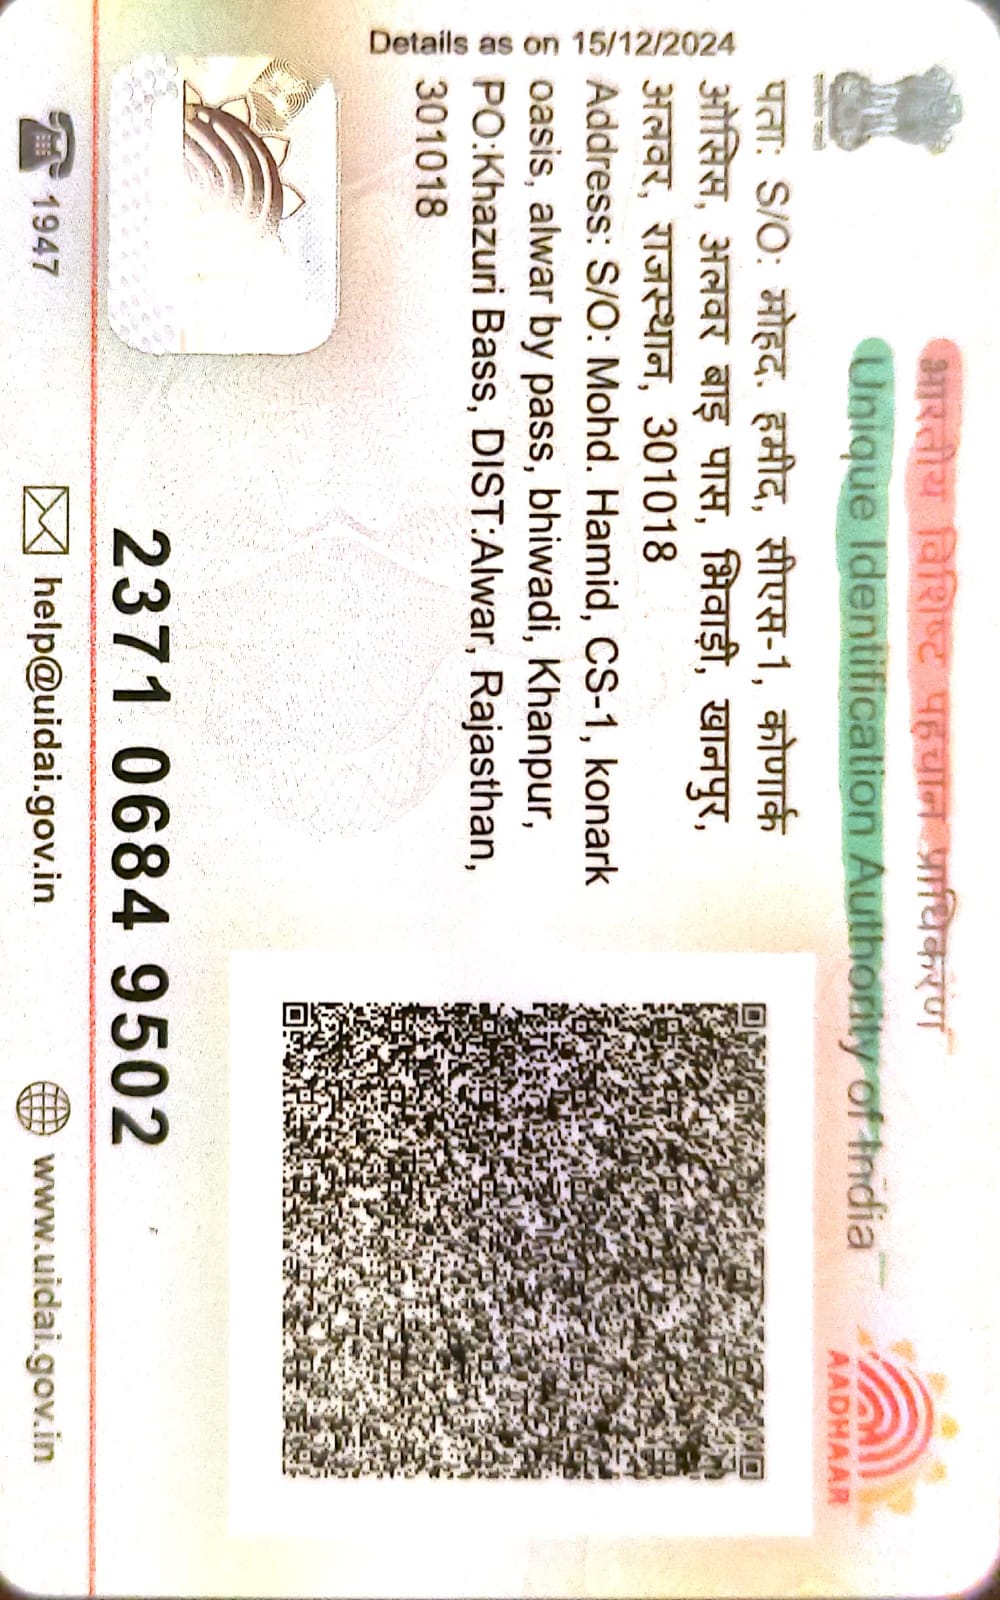 भारतीय विशिष्ट पहचान प्राधिकरण
Unique Identification Authority of India
AADHAAR
पता: S/O: मोहद. हमीद, सीएस-1, कोणार्क
ओसिस, अलवर बाइ पास, भिवाड़ी, खानपुर,
अलवर, राजस्थान, 301018
Address: S/O: Mohd. Hamid, CS-1, konark
oasis, alwar by pass, bhiwadi, Khanpur,
PO:Khazuri Bass, DIST:Alwar, Rajasthan,
301018
Details as on 15/12/2024
2371 0684 9502
1947
help@uidai.gov.in
www.uidai.gov.in